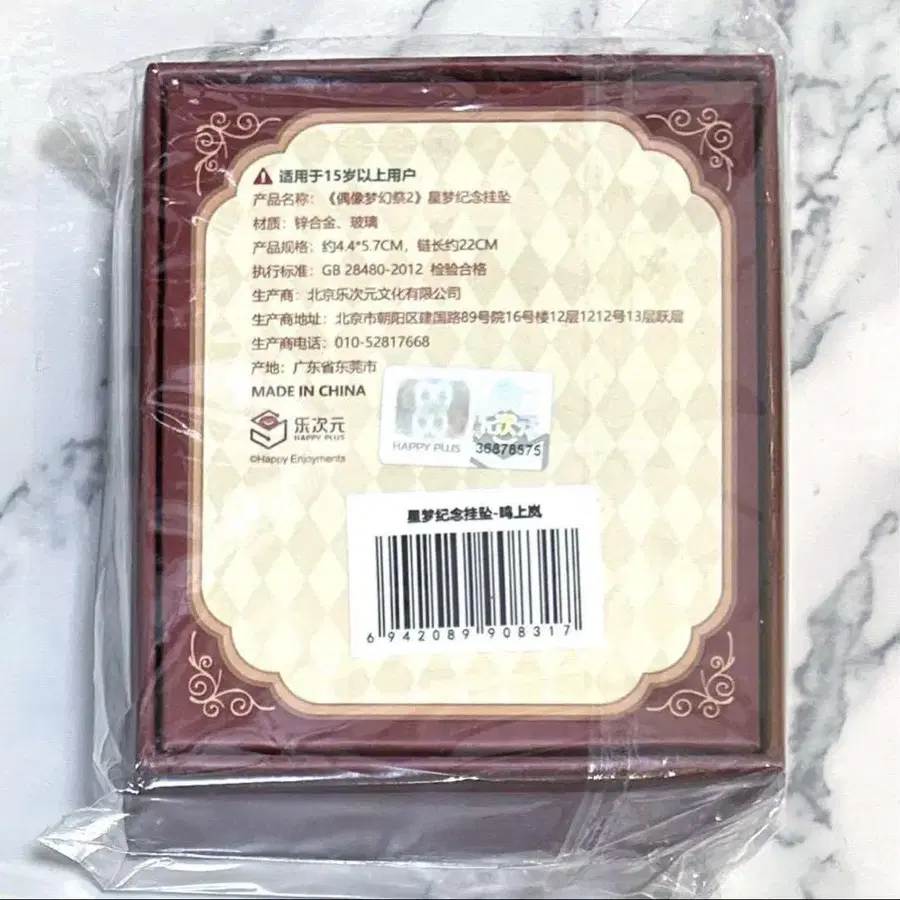 适用于15岁以上用户
产品名称：《偶像梦幻祭2》星梦纪念挂坠
材质：锌合金、玻璃
产品规格：约4.4*5.7CM，链长约22CM
执行标准：GB 28480-2012 检验合格
生产商：北京乐次元文化有限公司
生产商地址：北京市朝阳区建国路89号院16号楼12层1212号13层跃层
生产商电话：010-52817668
产地：广东省东莞市
MADE IN CHINA
乐次元
HAPPY PLUS
©Happy Enjoyments
HAPPY PLUS
36878575
星梦纪念挂坠-鸣上岚
6 942089 908317